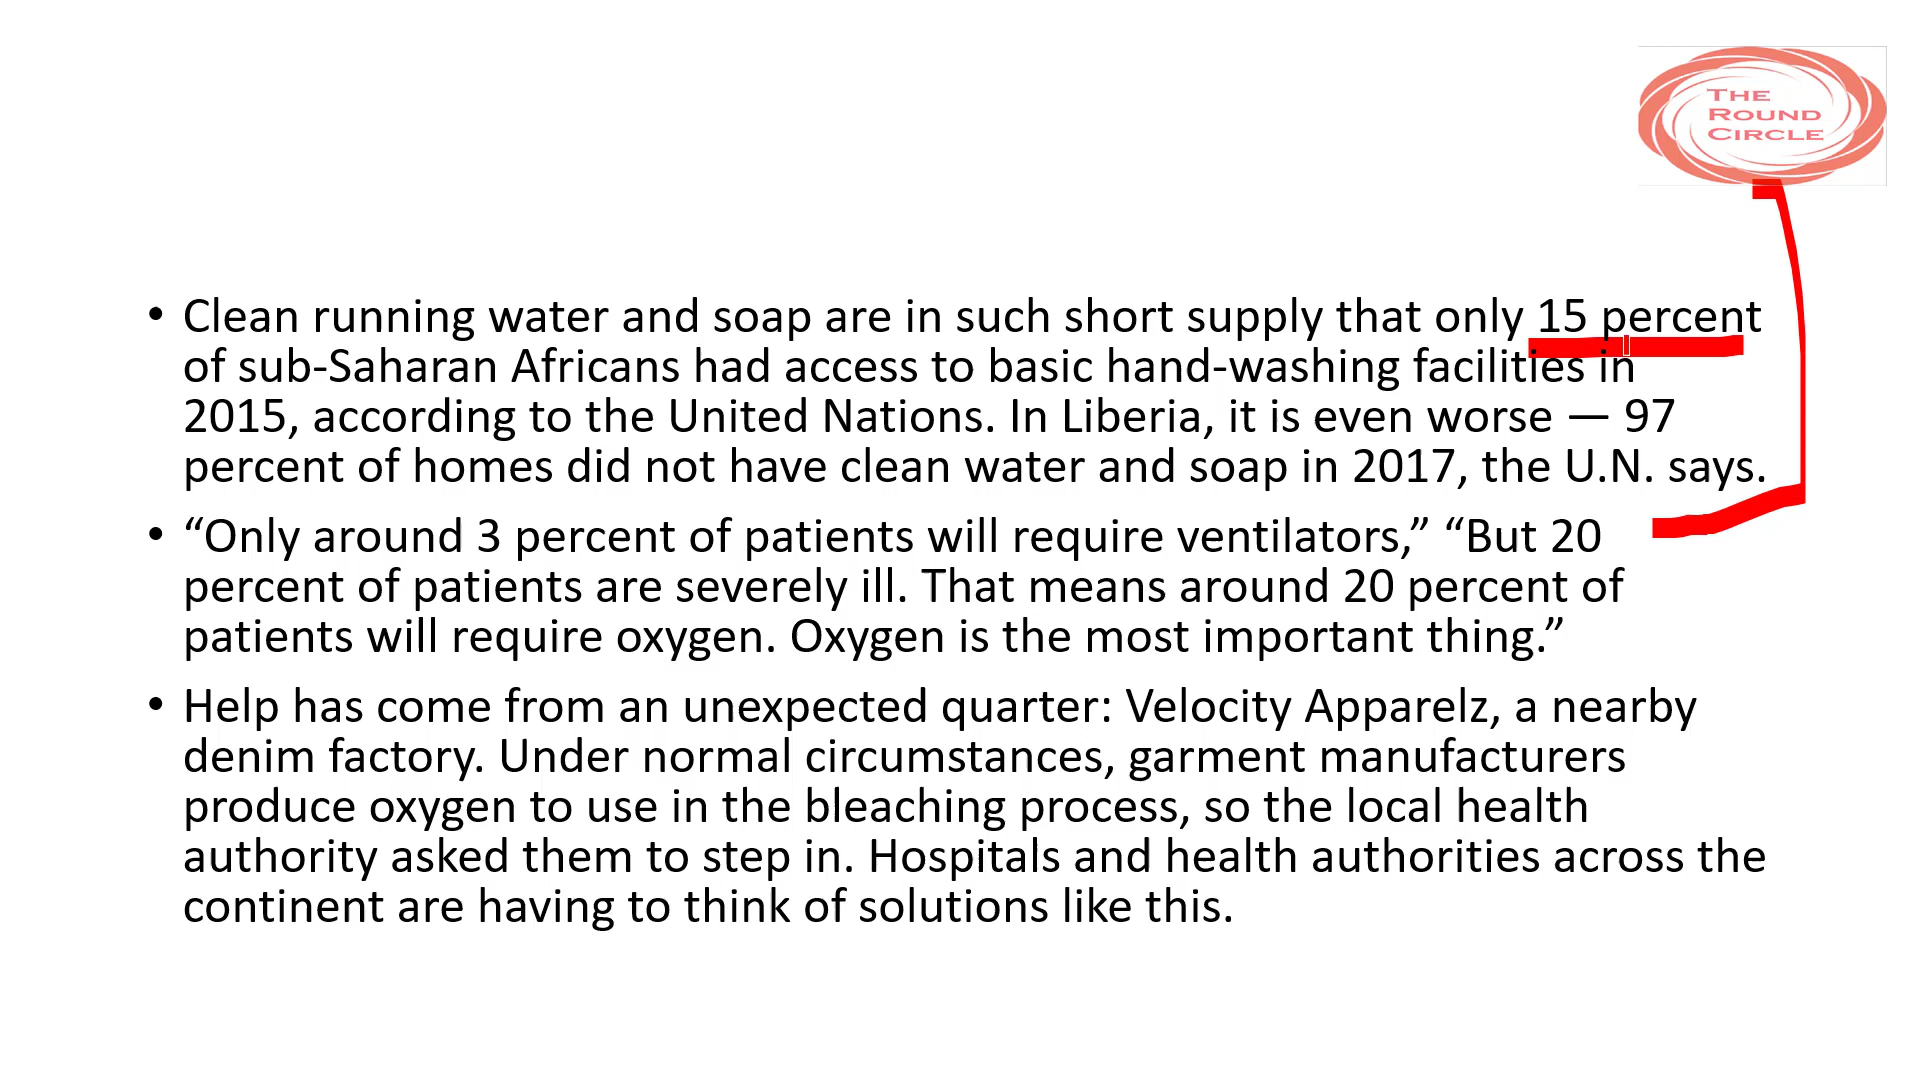 THE
ROUND
CIRCLE
• Clean running water and soap are in such short supply that only 15 percent
of sub-Saharan Africans had access to basic hand-washing facilities in
2015, according to the United Nations. In Liberia, it is even worse — 97
percent of homes did not have clean water and soap in 2017, the U.N. says.
• “Only around 3 percent of patients will require ventilators,” “But 20
percent of patients are severely ill. That means around 20 percent of
patients will require oxygen. Oxygen is the most important thing.”
• Help has come from an unexpected quarter: Velocity Apparelz, a nearby
denim factory. Under normal circumstances, garment manufacturers
produce oxygen to use in the bleaching process, so the local health
authority asked them to step in. Hospitals and health authorities across the
continent are having to think of solutions like this.